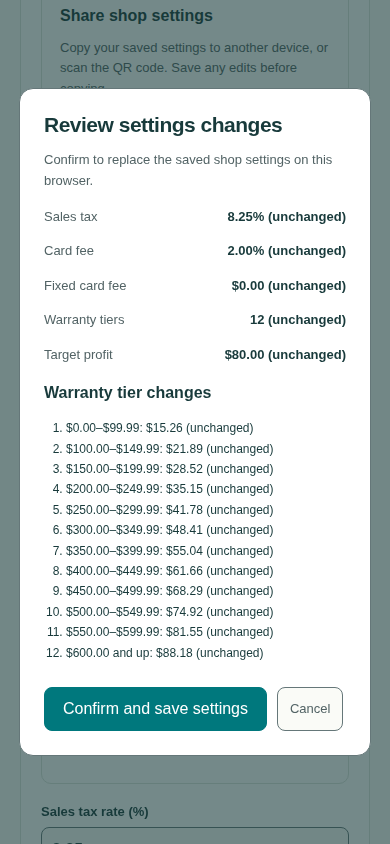 Share shop settings
Copy your saved settings to another device, or
scan the QR code. Save any edits before
Review settings changes
Confirm to replace the saved shop settings on this
browser.
Sales tax 8.25% (unchanged)
Card fee 2.00% (unchanged)
Fixed card fee $0.00 (unchanged)
Warranty tiers 12 (unchanged)
Target profit $80.00 (unchanged)
Warranty tier changes
1. $0.00–$99.99: $15.26 (unchanged)
2. $100.00–$149.99: $21.89 (unchanged)
3. $150.00–$199.99: $28.52 (unchanged)
4. $200.00–$249.99: $35.15 (unchanged)
5. $250.00–$299.99: $41.78 (unchanged)
6. $300.00–$349.99: $48.41 (unchanged)
7. $350.00–$399.99: $55.04 (unchanged)
8. $400.00–$449.99: $61.66 (unchanged)
9. $450.00–$499.99: $68.29 (unchanged)
10. $500.00–$549.99: $74.92 (unchanged)
11. $550.00–$599.99: $81.55 (unchanged)
12. $600.00 and up: $88.18 (unchanged)
Confirm and save settings
Cancel
Sales tax rate (%)